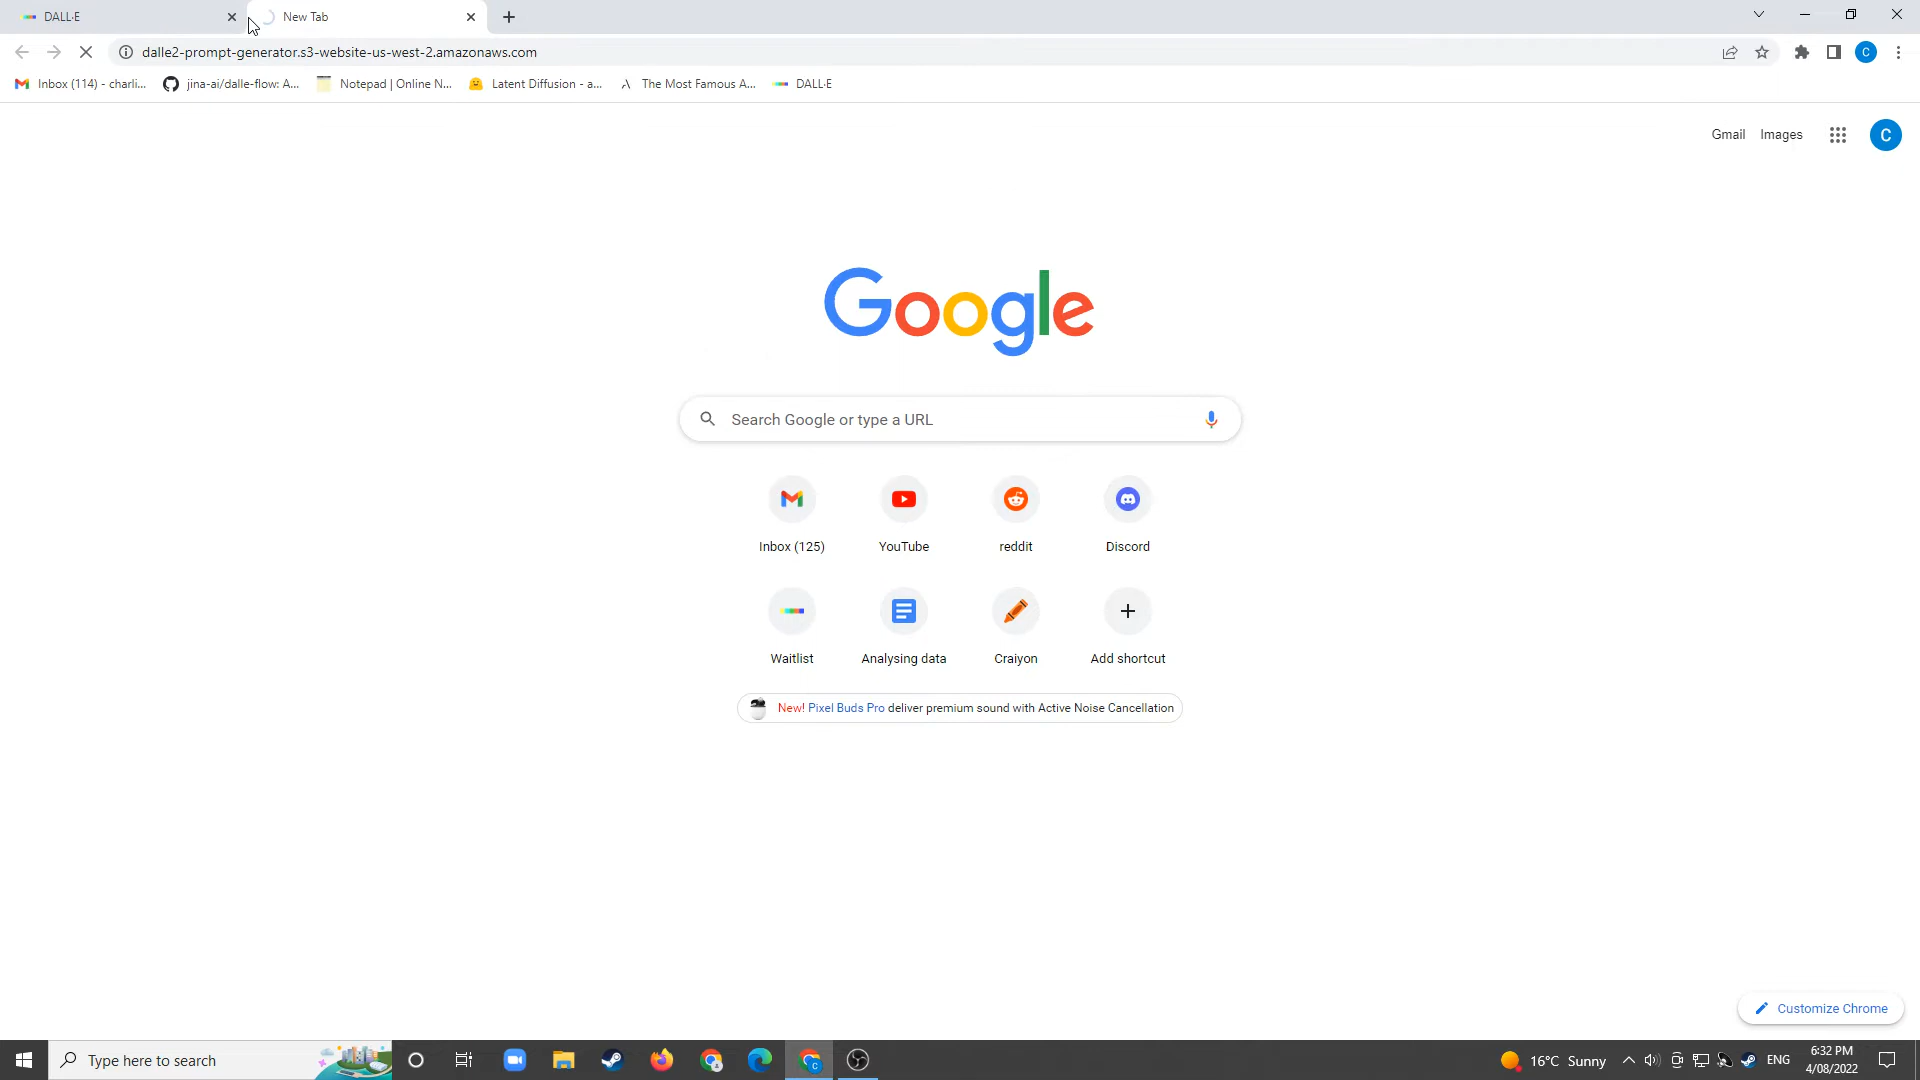 DALL·E
New Tab
dalle2-prompt-generator.s3-website-us-west-2.amazonaws.com
C
Inbox (114) - charli...
jina-ai/dalle-flow: A...
Notepad | Online N...
Latent Diffusion - a...
The Most Famous A...
DALL·E
Gmail
Images
C
Google
Search Google or type a URL
Inbox (125)
YouTube
reddit
Discord
Waitlist
Analysing data
Craiyon
Add shortcut
New! Pixel Buds Pro deliver premium sound with Active Noise Cancellation
Customize Chrome
Type here to search
C
16°C Sunny
ENG
6:32 PM
4/08/2022